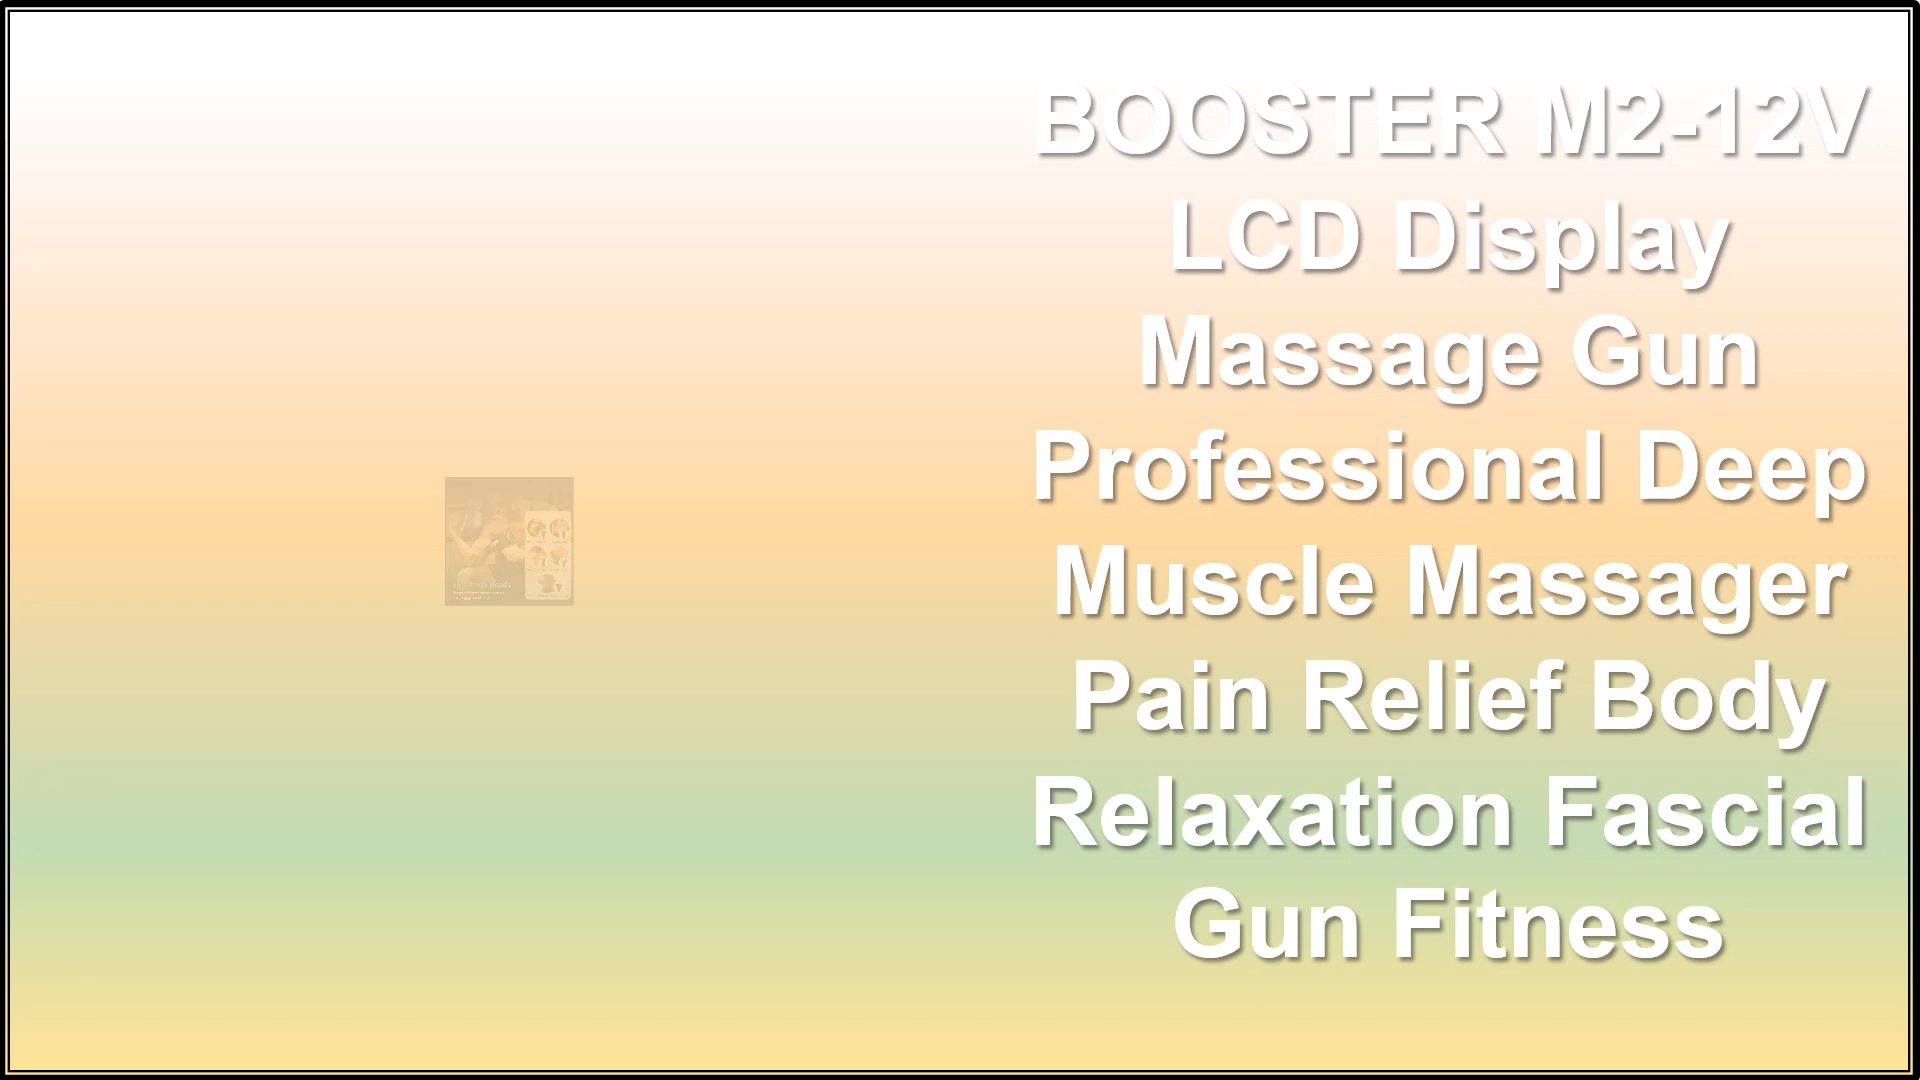 BOOSTER M2-12V
LCD Display
Massage Gun
Professional Deep
Muscle Massager
Pain Relief Body
Relaxation Fascial
Gun Fitness